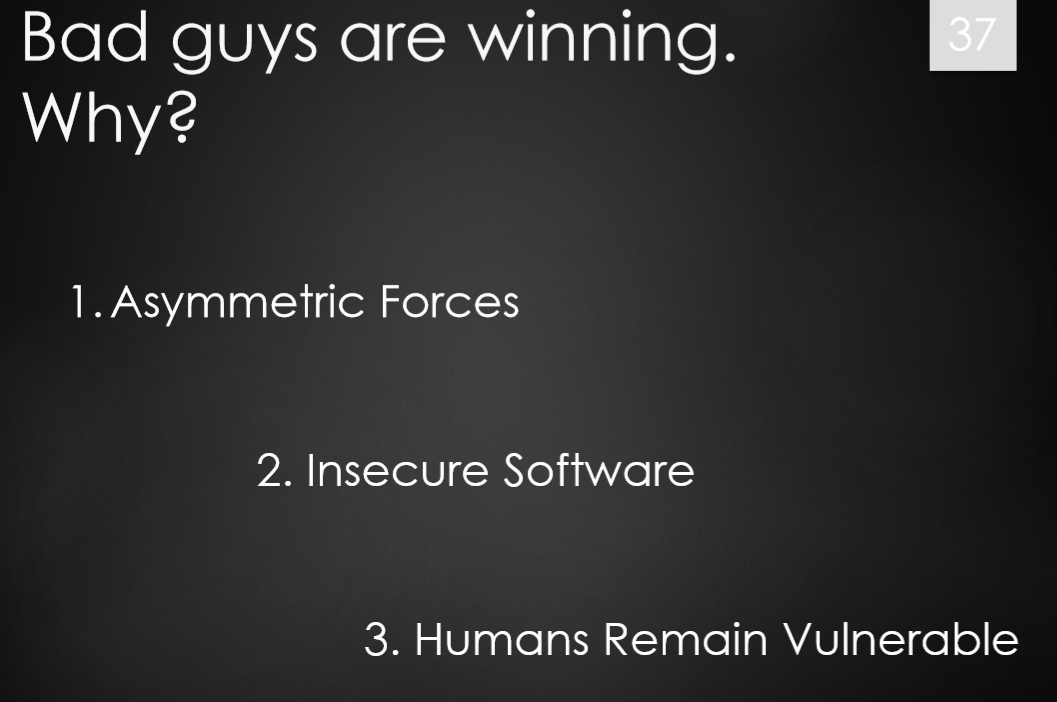 Bad guys are winning.
Why?
37
1. Asymmetric Forces
2. Insecure Software
3. Humans Remain Vulnerable